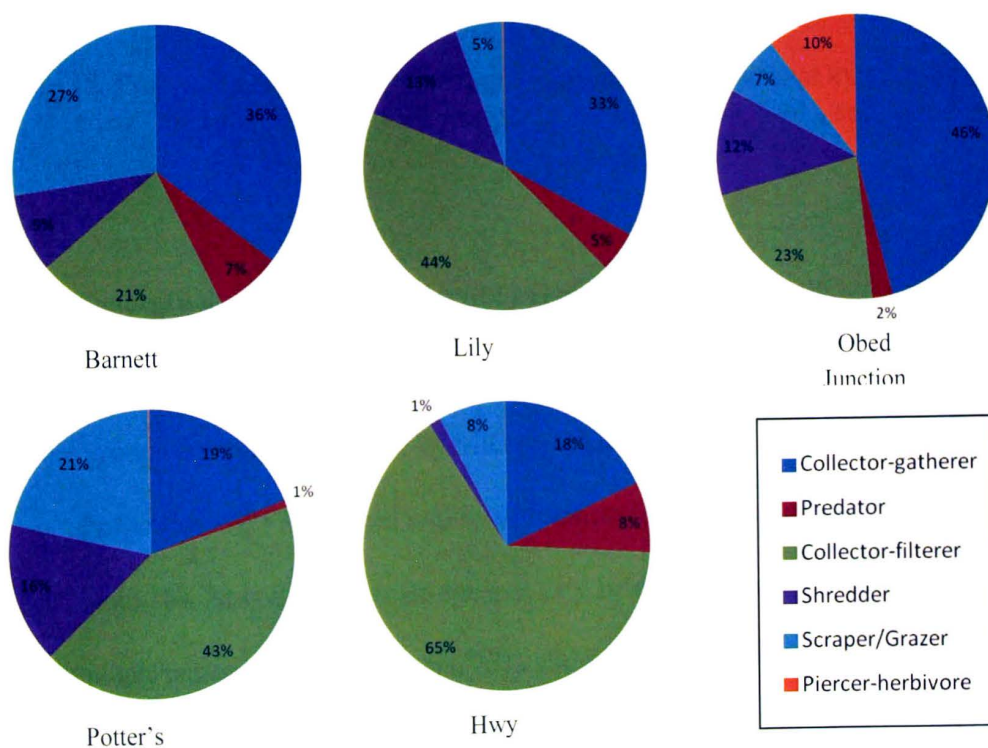 27%
36%
9%
7%
21%
Barnett
5%
33%
13%
5%
44%
Lily
10%
7%
46%
12%
23%
2%
Obed
Junction
21%
19%
1%
16%
43%
Potter's
1%
8%
18%
8%
65%
Hwy
Collector-gatherer
Predator
Collector-filterer
Shredder
Scraper/Grazer
Piercer-herbivore